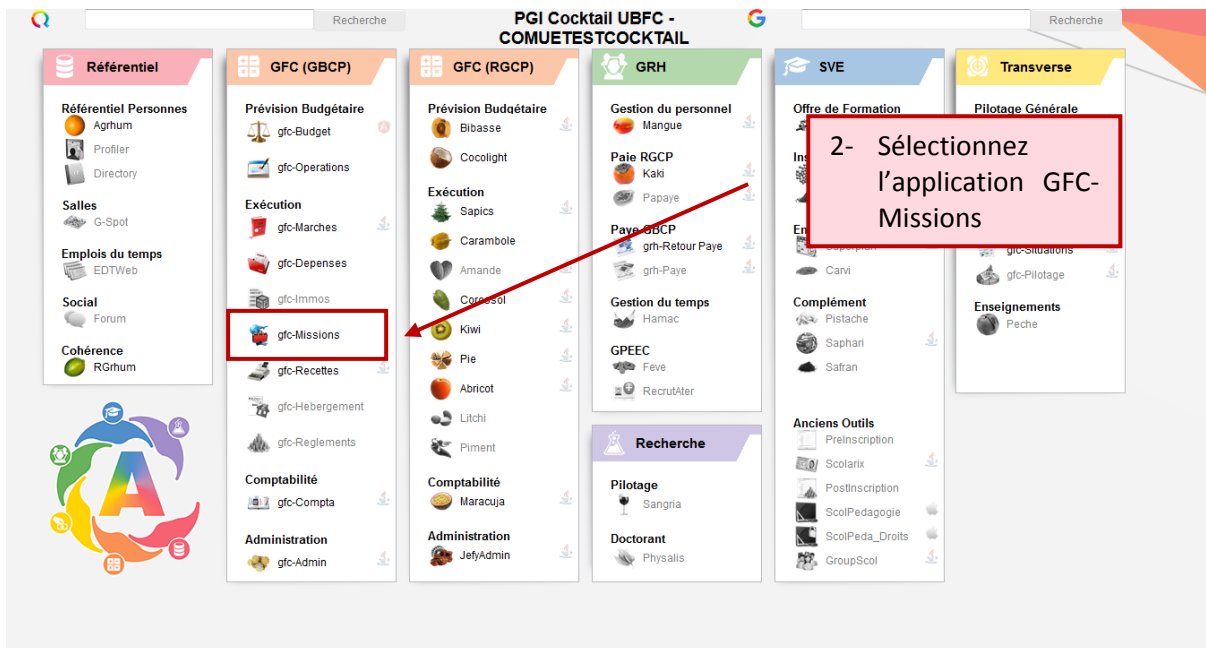 Recherche
PGI Cocktail UBFC -
COMUETESTCOCKTAIL
Recherche
Référentiel
Référentiel Personnes
Agrhum
Profiler
Directory
Salles
G-Spot
Emplois du temps
EDTWeb
Social
Forum
Cohérence
RGrhum
A
GFC (GBCP)
Prévision Budgétaire
gfc-Budget
gfc-Operations
Exécution
gfc-Marches
gfc-Depenses
gfc-Immos
gfc-Missions
gfc-Recettes
gfc-Hebergement
gfc-Reglements
Comptabilité
gfc-Compta
Administration
gfc-Admin
GFC (RGCP)
Prévision Budgétaire
Bibasse
Cocolight
Exécution
Sapics
Carambole
Amande
Corossol
Kiwi
Pie
Abricot
Litchi
Piment
Comptabilité
Maracuja
Administration
JefyAdmin
GRH
Gestion du personnel
Mangue
Paie RGCP
Kaki
Papaye
Paye GBCP
grh-Retour Paye
grh-Paye
Gestion du temps
Hamac
GPEEC
Feve
RecrutAter
Recherche
Pilotage
Sangria
Doctorant
Physalis
SVE
Offre de Formation
Carvi
Complément
Pistache
Saphari
Safran
Anciens Outils
PreInscription
Scolarix
PostInscription
ScolPedagogie
ScolPeda_Droits
GroupScol
Transverse
Pilotage Générale
gfc-Situations
gfc-Pilotage
Enseignements
Peche
2- Sélectionnez
l’application GFC-
Missions